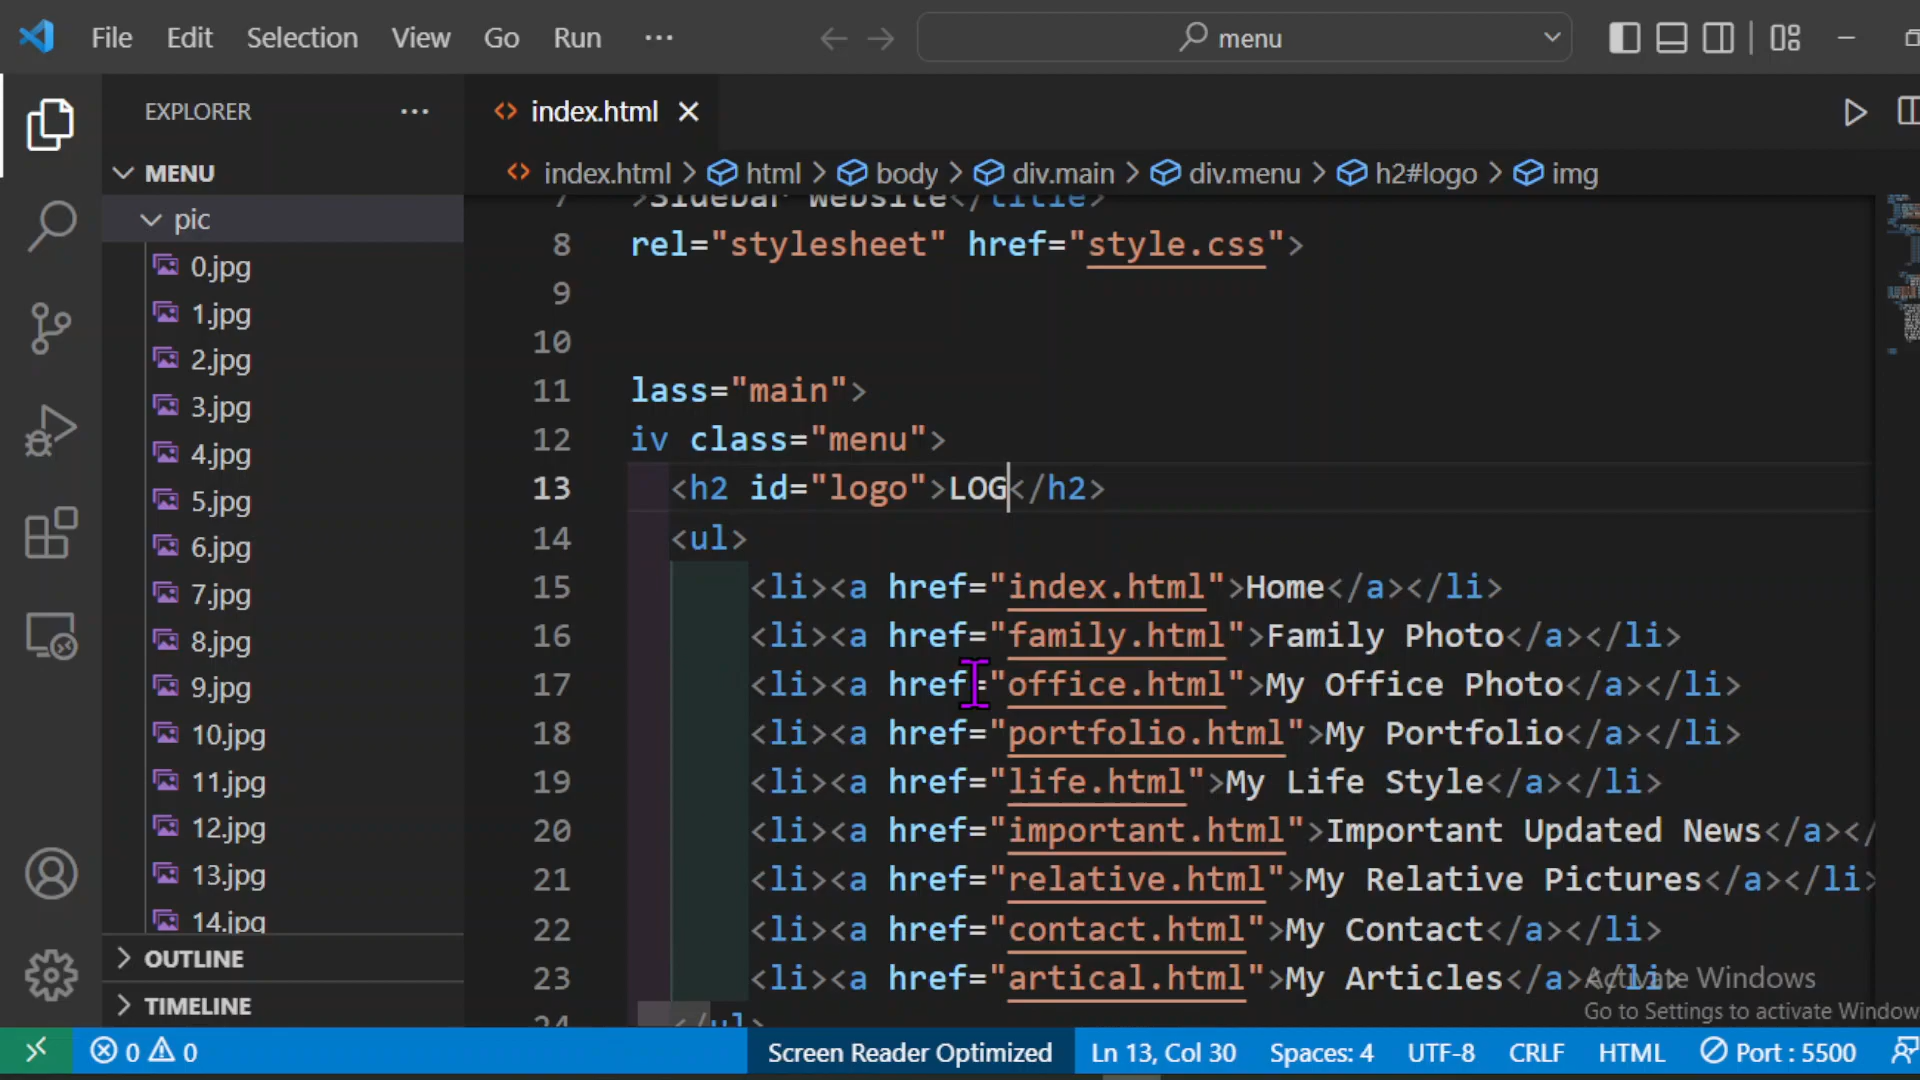 File Edit Selection View Go Run ··· menu
EXPLORER ···
index.html
MENU
index.html > html > body > div.main > div.menu > h2#logo > img
pic
0.jpg
1.jpg
2.jpg
3.jpg
4.jpg
5.jpg
6.jpg
7.jpg
8.jpg
9.jpg
10.jpg
11.jpg
12.jpg
13.jpg
14.jpg
OUTLINE
TIMELINE
7 >Sidebar Website</title>
8 rel="stylesheet" href="style.css">
9
10
11 lass="main">
12 iv class="menu">
13 <h2 id="logo">LOG</h2>
14 <ul>
15 <li><a href="index.html">Home</a></li>
16 <li><a href="family.html">Family Photo</a></li>
17 <li><a href="office.html">My Office Photo</a></li>
18 <li><a href="portfolio.html">My Portfolio</a></li>
19 <li><a href="life.html">My Life Style</a></li>
20 <li><a href="important.html">Important Updated News</a></
21 <li><a href="relative.html">My Relative Pictures</a></li>
22 <li><a href="contact.html">My Contact</a></li>
23 <li><a href="artical.html">My Articles</a></li>
24 </ul>
Activate Windows
Go to Settings to activate Window
0 0 Screen Reader Optimized Ln 13, Col 30 Spaces: 4 UTF-8 CRLF HTML Port : 5500